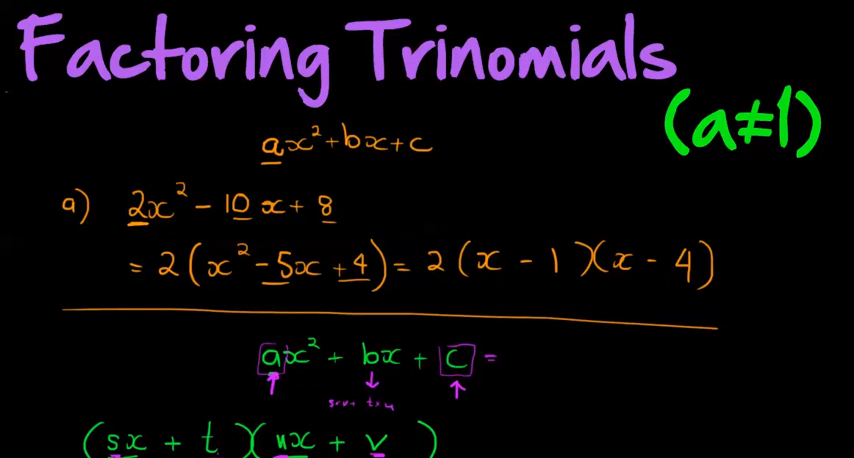 Factoring Trinomials
(a≠1)
ax² + bx + c
a) 2x² - 10x + 8
= 2(x² - 5x + 4) = 2(x - 1)(x - 4)
ax² + bx + c =
(sx + t)(ux + v)